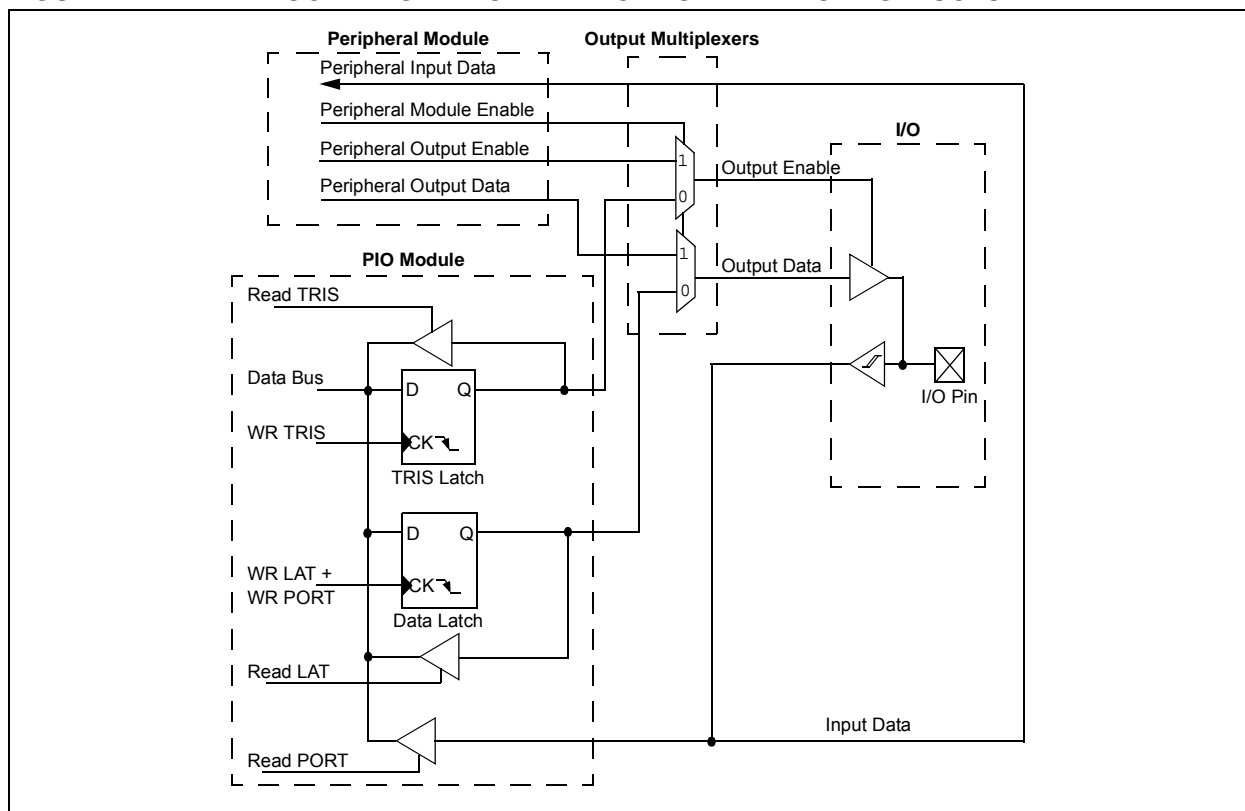 Peripheral Module
Output Multiplexers
Peripheral Input Data
Peripheral Module Enable
Peripheral Output Enable
Peripheral Output Data
1
0
1
0
Output Enable
Output Data
I/O
I/O Pin
PIO Module
Read TRIS
Data Bus
WR TRIS
D
Q
CK
TRIS Latch
D
Q
WR LAT +
WR PORT
CK
Data Latch
Read LAT
Read PORT
Input Data